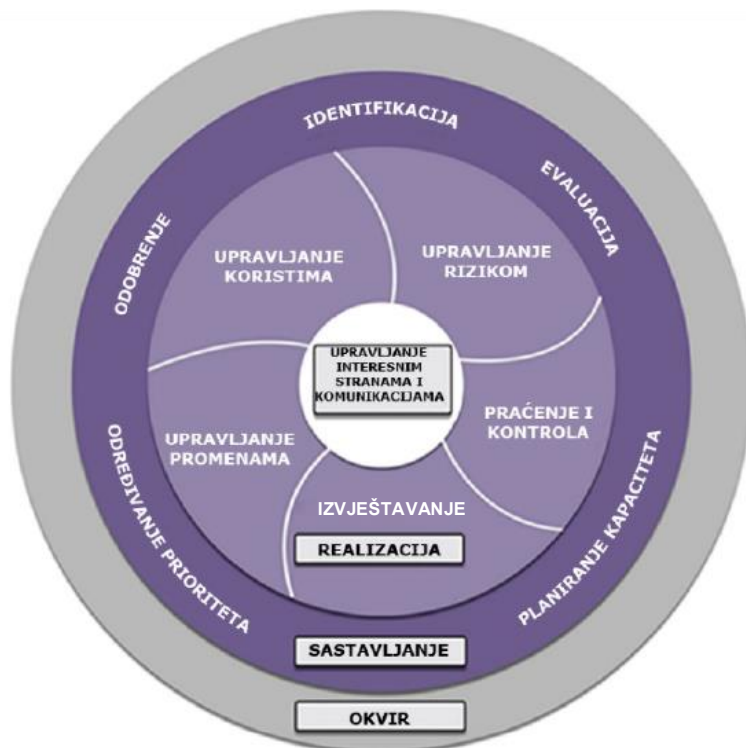 IDENTIFIKACIJA
EVALUACIJA
ODOBRENJE
UPRAVLJANJE
KORISTIMA
UPRAVLJANJE
RIZIKOM
UPRAVLJANJE
INTERESNIM
STRANAMA I
KOMUNIKACIJAMA
UPRAVLJANJE
PROMENAMA
PRAĆENJE I
KONTROLA
IZVJEŠTAVANJE
REALIZACIJA
ODREĐIVANJE PRIORITETA
PLANIRANJE KAPACITETA
SASTAVLJANJE
OKVIR